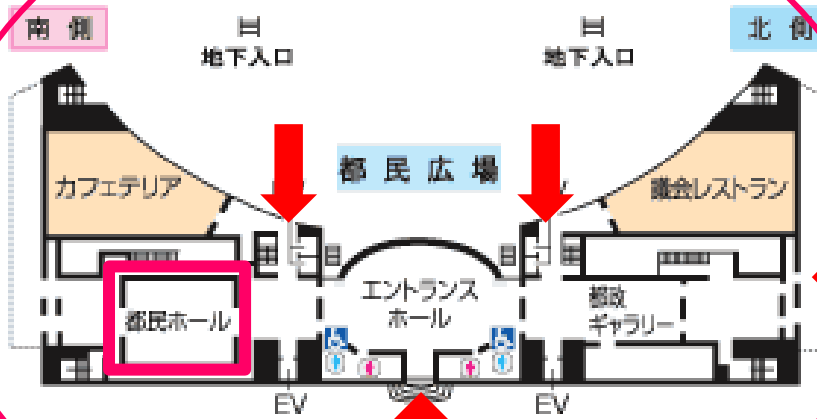 南側
北側
地下入口
地下入口
都民広場
カフェテリア
議会レストラン
エントランス
ホール
都民ホール
都政
ギャラリー
EV
EV